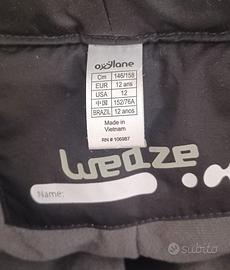 oxylane
Cm 146/158
EUR 12 ans
USA 12
中国 152/76A
BRAZIL 12 anos
Made in
Vietnam
RN # 106987
wedze
Name:
subito